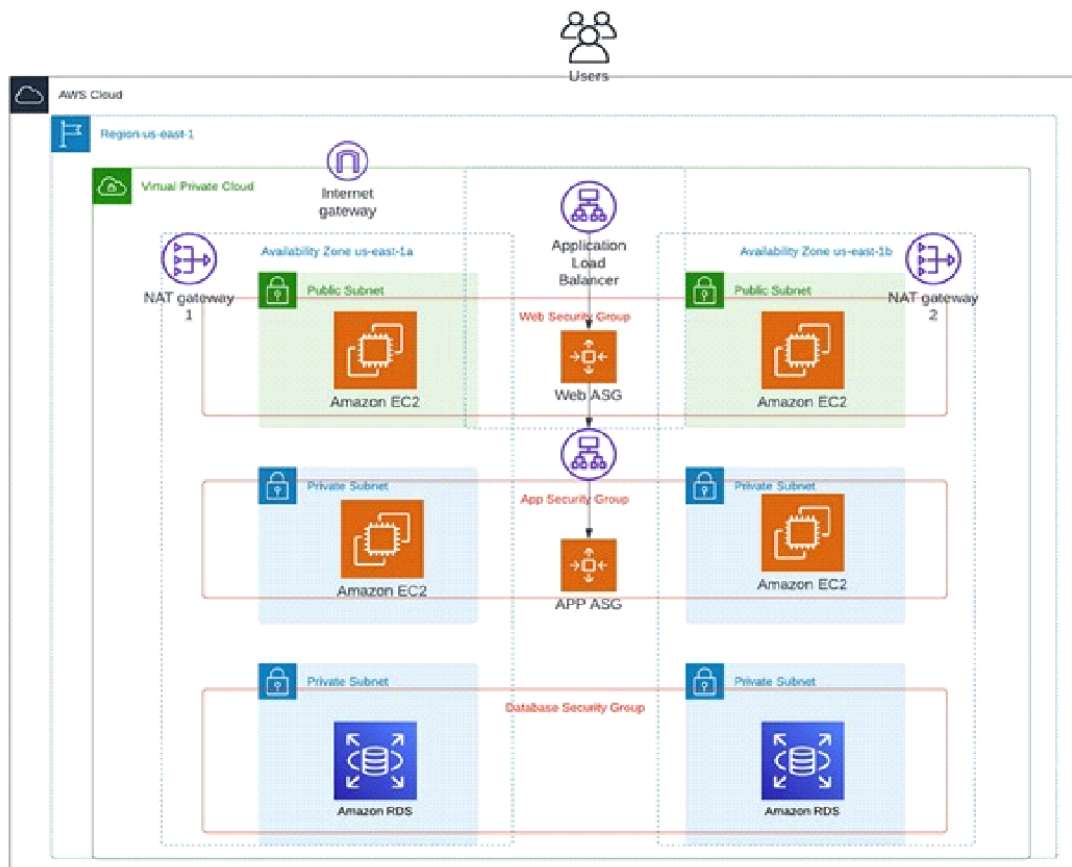 Users
AWS Cloud
Region us-east-1
Virtual Private Cloud
Internet
gateway
Application
Load
Balancer
Availability Zone us-east-1a
Availability Zone us-east-1b
NAT gateway
1
Public Subnet
Public Subnet
NAT gateway
2
Web Security Group
Amazon EC2
Web ASG
Amazon EC2
Private Subnet
Private Subnet
App Security Group
Amazon EC2
APP ASG
Amazon EC2
Private Subnet
Private Subnet
Database Security Group
Amazon RDS
Amazon RDS